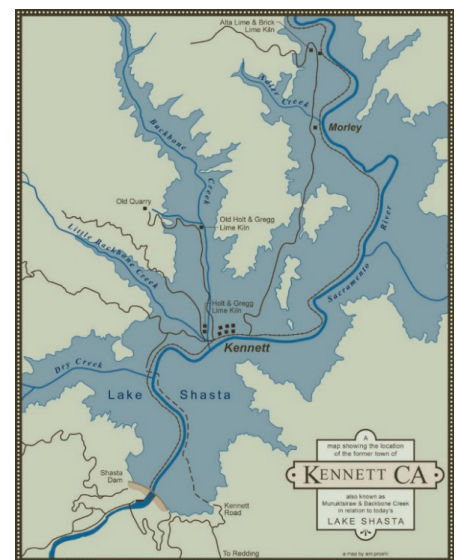 Alta Lime & Brick
Lime Kiln
Morley
Backbone
Creek
Old Quarry
Old Holt & Gregg
Lime Kiln
Little Backbone Creek
Sacramento
River
Holt & Gregg
Lime Kiln
Kennett
Dry Creek
Lake Shasta
Shasta
Dam
Kennett
Road
To Redding
A
map showing the location
of the former town of
KENNETT CA
also known as
& Backbone Creek
in relation to today's
LAKE SHASTA
a map by